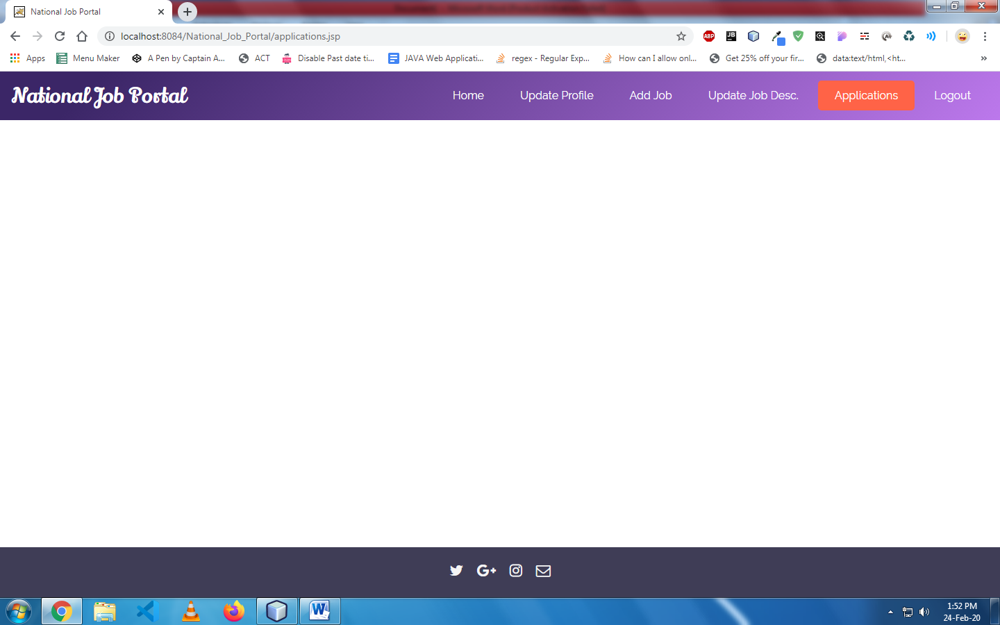 National Job Portal
localhost:8084/National_Job_Portal/applications.jsp
ABP
JB
Apps Menu Maker A Pen by Captain A... ACT Disable Past date ti... JAVA Web Applicati... regex - Regular Exp... How can I allow onl... Get 25% off your fir... data:text/html,<ht... »
National Job Portal Home Update Profile Add Job Update Job Desc. Applications Logout
G+
W
1:52 PM
24-Feb-20